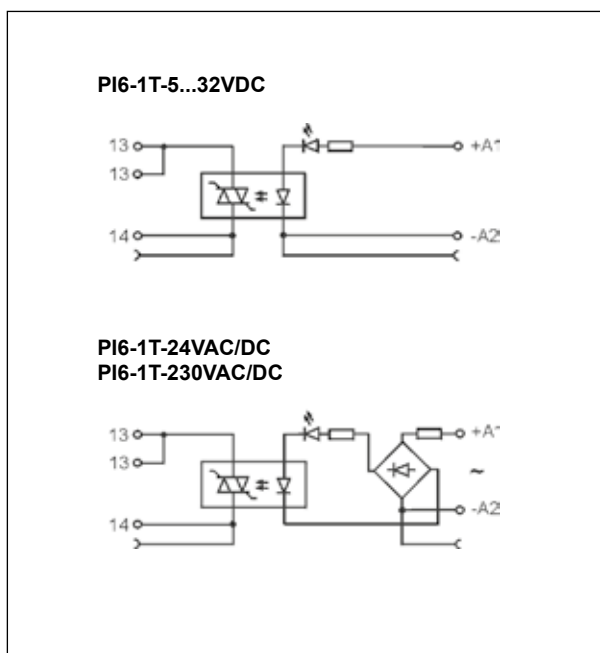 PI6-1T-5...32VDC
13 +A1
13
14 -A2
PI6-1T-24VAC/DC
PI6-1T-230VAC/DC
13 +A1
13 ~
-A2
14